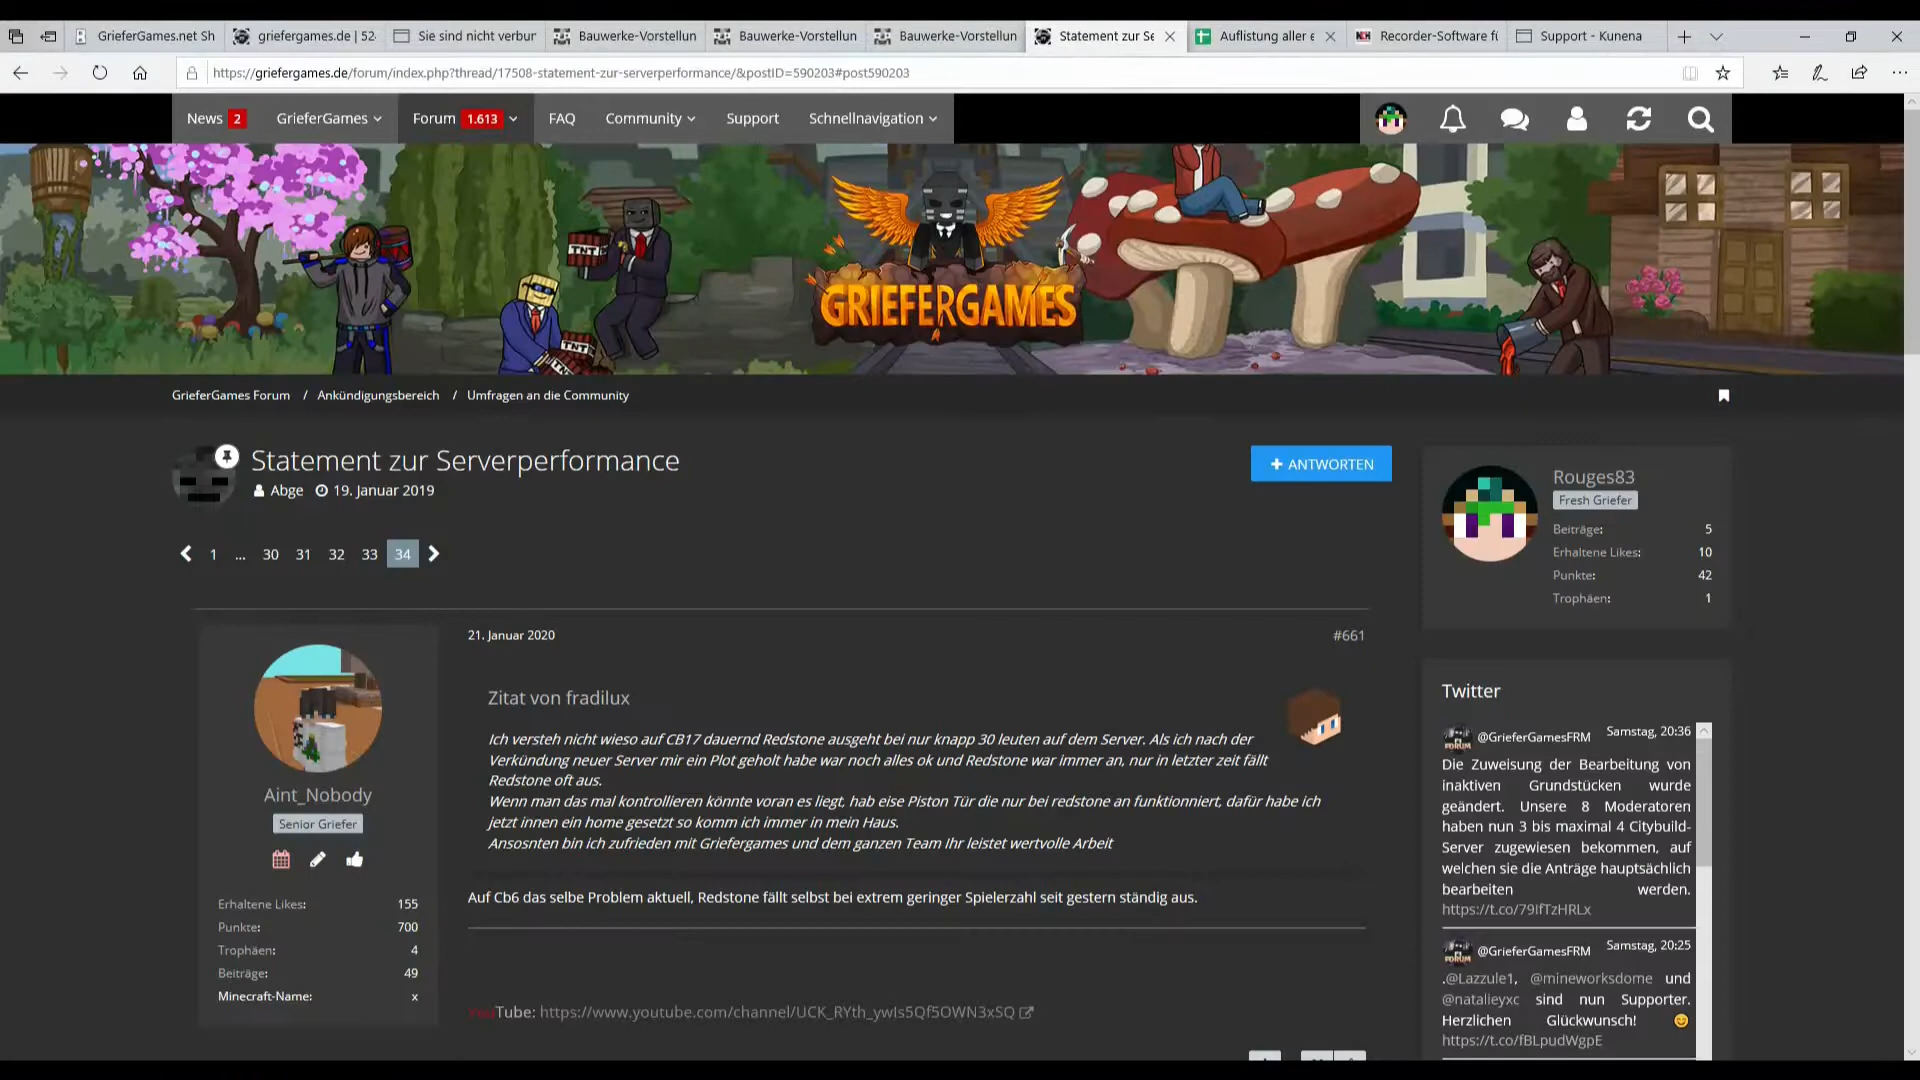 GrieferGames.net Sh
griefergames.de | 52
Sie sind nicht verbur
Bauwerke-Vorstellun
Bauwerke-Vorstellun
Bauwerke-Vorstellun
Statement zur Se
Auflistung aller e
Recorder-Software fü
Support - Kunena
https://griefergames.de/forum/index.php?thread/17508-statement-zur-serverperformance/&postID=590203#post590203
News 2 GrieferGames Forum 1.613 FAQ Community Support Schnellnavigation
TNT
TNT
GRIEFERGAMES
GrieferGames Forum / Ankündigungsbereich / Umfragen an die Community
Statement zur Serverperformance
Abge 19. Januar 2019
+ ANTWORTEN
1 ... 30 31 32 33 34
21. Januar 2020 #661
Aint_Nobody
Senior Griefer
Erhaltene Likes: 155
Punkte: 700
Trophäen: 4
Beiträge: 49
Minecraft-Name: x
Zitat von fradilux
Ich versteh nicht wieso auf CB17 dauernd Redstone ausgeht bei nur knapp 30 leuten auf dem Server. Als ich nach der
Verkündung neuer Server mir ein Plot geholt habe war noch alles ok und Redstone war immer an, nur in letzter zeit fällt
Redstone oft aus.
Wenn man das mal kontrollieren könnte voran es liegt, hab eise Piston Tür die nur bei redstone an funktionniert, dafür habe ich
jetzt innen ein home gesetzt so komm ich immer in mein Haus.
Ansosnten bin ich zufrieden mit Griefergames und dem ganzen Team Ihr leistet wertvolle Arbeit
Auf Cb6 das selbe Problem aktuell, Redstone fällt selbst bei extrem geringer Spielerzahl seit gestern ständig aus.
YouTube: https://www.youtube.com/channel/UCK_RYth_ywIs5Qf5OWN3xSQ
Rouges83
Fresh Griefer
Beiträge: 5
Erhaltene Likes: 10
Punkte: 42
Trophäen: 1
Twitter
@GrieferGamesFRM Samstag, 20:36
Die Zuweisung der Bearbeitung von
inaktiven Grundstücken wurde
geändert. Unsere 8 Moderatoren
haben nun 3 bis maximal 4 Citybuild-
Server zugewiesen bekommen, auf
welchen sie die Anträge hauptsächlich
bearbeiten werden.
https://t.co/79IfTzHRLx
@GrieferGamesFRM Samstag, 20:25
.@Lazzule1, @mineworksdome und
@natalieyxc sind nun Supporter.
Herzlichen Glückwunsch!
https://t.co/fBLpudWgpE